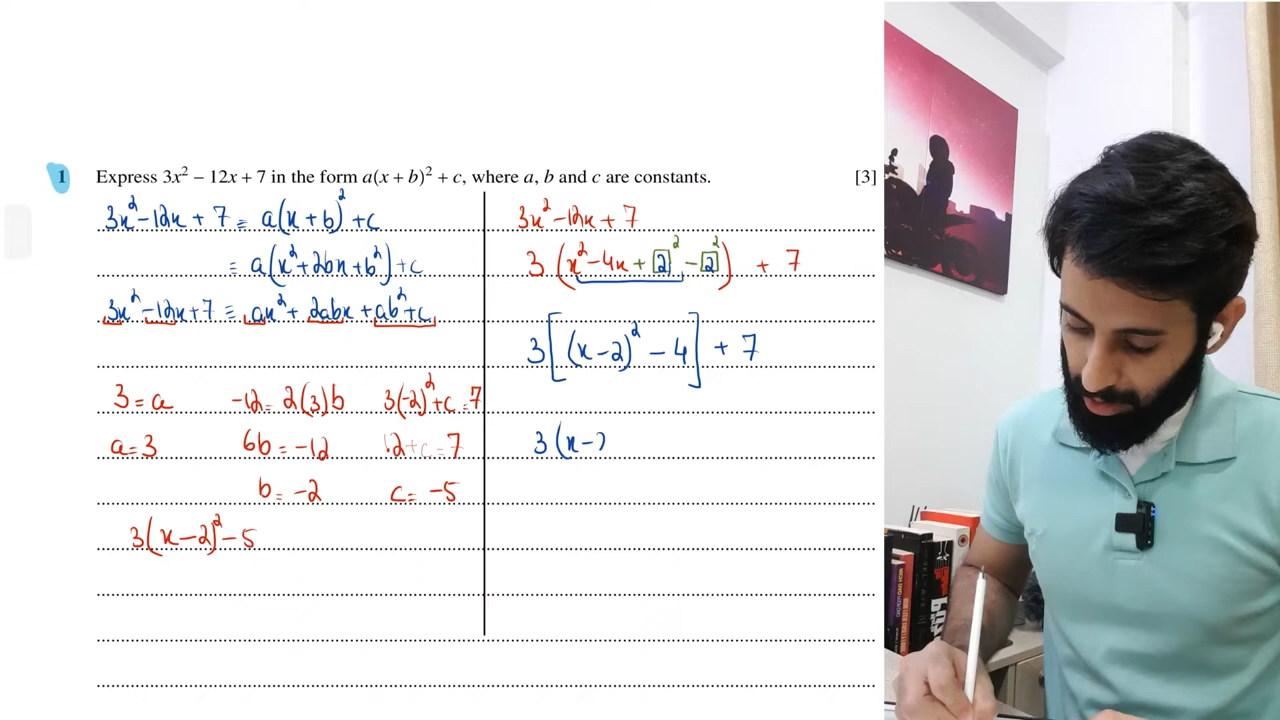 1 Express 3x² − 12x + 7 in the form a(x + b)² + c, where a, b and c are constants. [3]
3x² − 12x + 7 ≡ a(x + b)² + c
≡ a(x² + 2bx + b²) + c
3x² − 12x + 7 ≡ ax² + 2abx + ab² + c
3 = a -12 = 2(3)b 3(-2)² + c = 7
a = 3 6b = -12 12 + c = 7
b = -2 c = -5
3(x − 2)² − 5
3x² − 12x + 7
3(x² − 4x + 2² − 2²) + 7
3[(x − 2)² − 4] + 7
3(x − 2